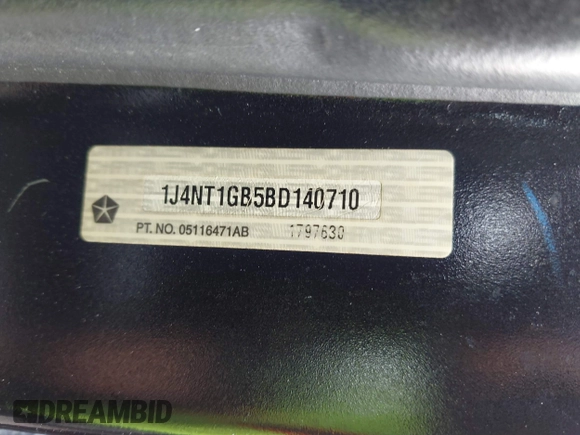 1J4NT1GB5BD140710
PT. NO. 05116471AB 1797630
DREAMBID